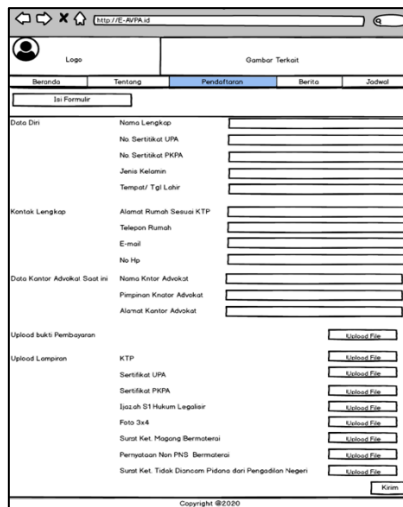 http://E-AVPA.id
Logo
Gambar Terkait
Beranda Tentang Pendaftaran Berita Jadwal
Isi Formulir
Data Diri Nama Lengkap
No. Sertitikat UPA
No. Sertitikat PKPA
Jenis Kelamin
Tempat/ Tgl Lahir
Kontak Lengkap Alamat Rumah Sesuai KTP
Telepon Rumah
E-mail
No Hp
Data Kantor Advokat Saat ini Nama Kntor Advokat
Pimpinan Knator Advokat
Alamat Kantor Advokat
Upload bukti Pembayaran Upload File
Upload Lampiran KTP Upload File
Sertifikat UPA Upload File
Sertifikat PKPA Upload File
Ijazah S1 Hukum Legalisir Upload File
Foto 3x4 Upload File
Surat Ket. Magang Bermaterai Upload File
Pernyataan Non PNS Bermaterai Upload File
Surat Ket. Tidak Diancam Pidana dari Pengadilan Negeri Upload File
Kirim
Copyright @2020